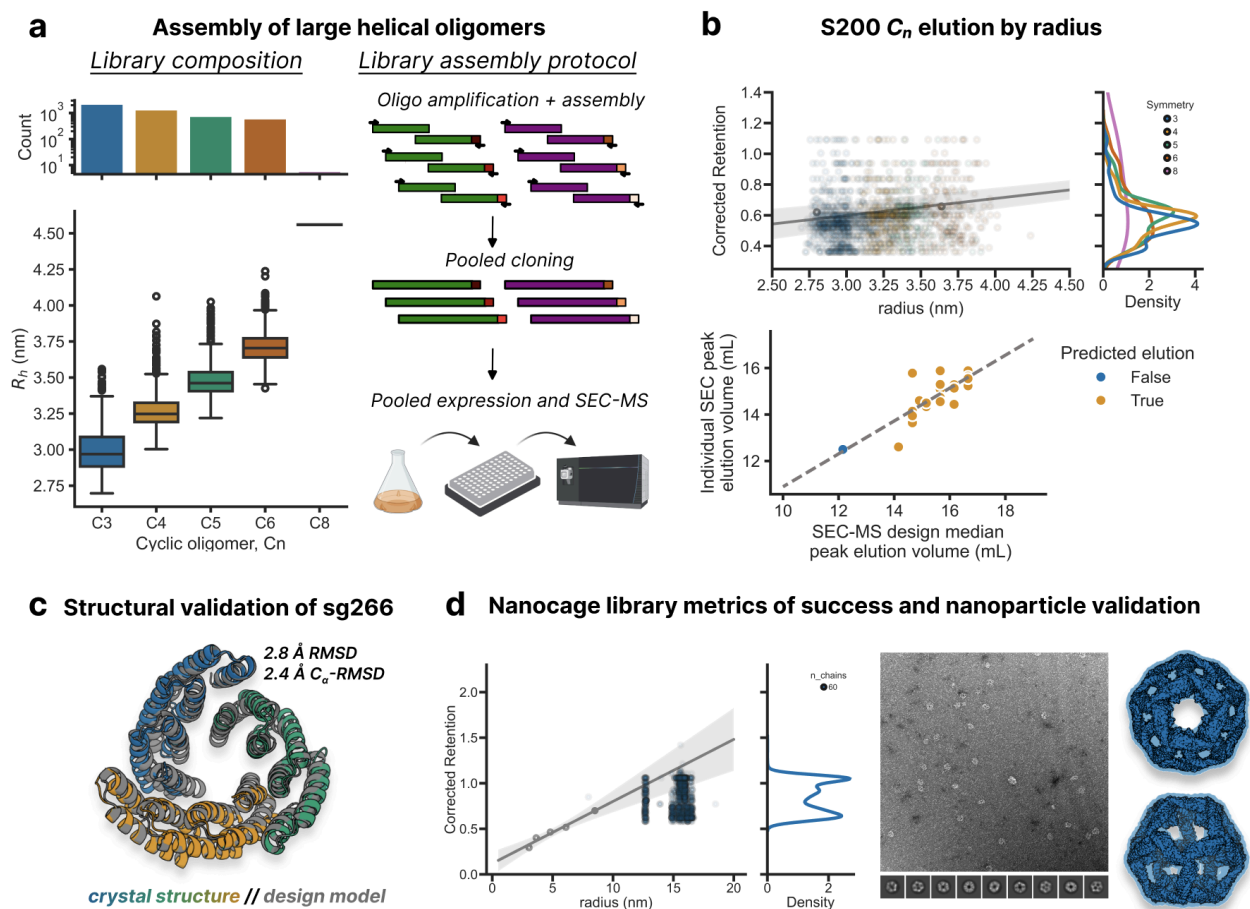 a
Assembly of large helical oligomers
Library composition
Library assembly protocol
Count
10³
10²
10¹
R_h (nm)
4.50
4.25
4.00
3.75
3.50
3.25
3.00
2.75
C3
C4
C5
C6
C8
Cyclic oligomer, Cn
Oligo amplification + assembly
Pooled cloning
Pooled expression and SEC-MS
b
S200 Cₙ elution by radius
Corrected Retention
1.4
1.2
1.0
0.8
0.6
0.4
2.50 2.75 3.00 3.25 3.50 3.75 4.00 4.25 4.50
radius (nm)
Symmetry
3
4
5
6
8
0 2 4
Density
Individual SEC peak
elution volume (mL)
16
14
12
10 12 14 16 18
SEC-MS design median
peak elution volume (mL)
Predicted elution
False
True
c
Structural validation of sg266
2.8 Å RMSD
2.4 Å Cα-RMSD
crystal structure // design model
d
Nanocage library metrics of success and nanoparticle validation
Corrected Retention
2.0
1.5
1.0
0.5
0.0
0 5 10 15 20
radius (nm)
n_chains
60
0 2
Density